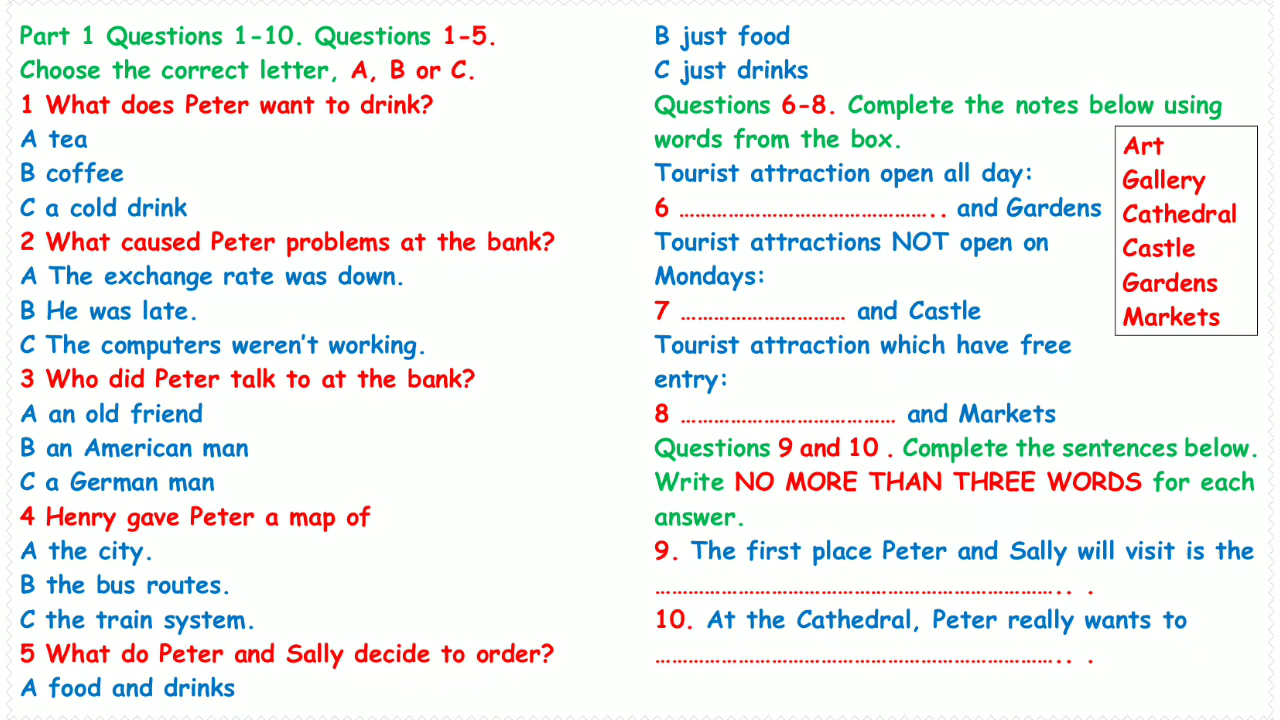 Part 1 Questions 1-10. Questions 1-5.
Choose the correct letter, A, B or C.
1 What does Peter want to drink?
A tea
B coffee
C a cold drink
2 What caused Peter problems at the bank?
A The exchange rate was down.
B He was late.
C The computers weren't working.
3 Who did Peter talk to at the bank?
A an old friend
B an American man
C a German man
4 Henry gave Peter a map of
A the city.
B the bus routes.
C the train system.
5 What do Peter and Sally decide to order?
A food and drinks
B just food
C just drinks
Questions 6-8. Complete the notes below using
words from the box.
Tourist attraction open all day:
6 ……………………………………….. and Gardens
Tourist attractions NOT open on
Mondays:
7 ………………………… and Castle
Tourist attraction which have free
entry:
8 ………………………………… and Markets
Questions 9 and 10 . Complete the sentences below.
Write NO MORE THAN THREE WORDS for each
answer.
9. The first place Peter and Sally will visit is the
……………………………………………………………….. .
10. At the Cathedral, Peter really wants to
……………………………………………………………….. .
Art
Gallery
Cathedral
Castle
Gardens
Markets